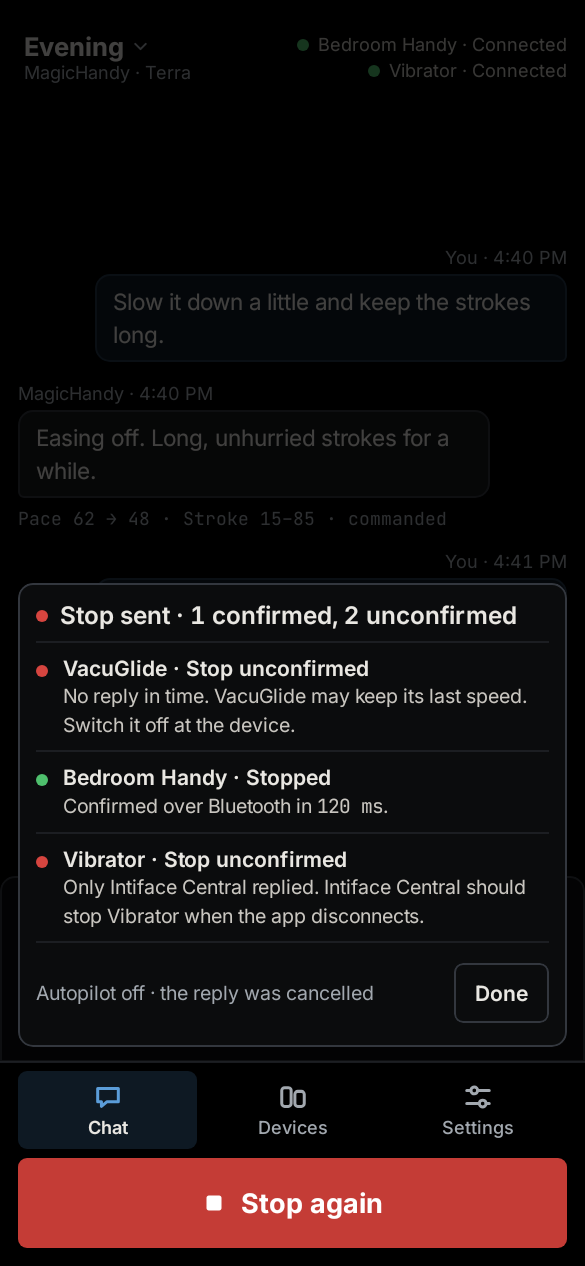 Evening
MagicHandy · Terra
Bedroom Handy · Connected
Vibrator · Connected
You · 4:40 PM
Slow it down a little and keep the strokes
long.
MagicHandy · 4:40 PM
Easing off. Long, unhurried strokes for a
while.
Pace 62 → 48 · Stroke 15–85 · commanded
You · 4:41 PM
Stop sent · 1 confirmed, 2 unconfirmed
VacuGlide · Stop unconfirmed
No reply in time. VacuGlide may keep its last speed.
Switch it off at the device.
Bedroom Handy · Stopped
Confirmed over Bluetooth in 120 ms.
Vibrator · Stop unconfirmed
Only Intiface Central replied. Intiface Central should
stop Vibrator when the app disconnects.
Autopilot off · the reply was cancelled
Done
Chat
Devices
Settings
Stop again